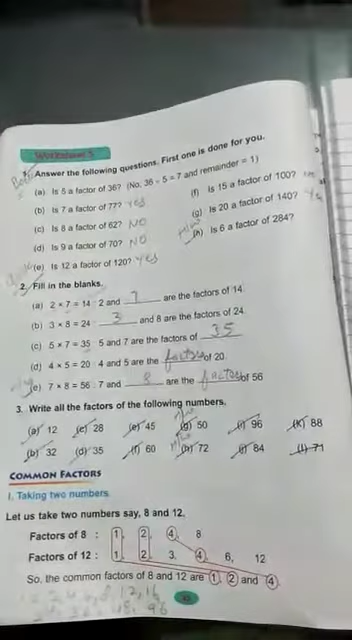 Worksheet 5
1. Answer the following questions. First one is done for you.
(a) Is 5 a factor of 36? (No, 36 ÷ 5 = 7 and remainder = 1)
(b) Is 7 a factor of 77? Yes
(c) Is 8 a factor of 62? NO
(d) Is 9 a factor of 70? NO
(e) Is 12 a factor of 120? Yes
(f) Is 15 a factor of 100?
(g) Is 20 a factor of 140?
H/W (h) Is 6 a factor of 284?
2. Fill in the blanks.
(a) 2 × 7 = 14 : 2 and 7 are the factors of 14.
(b) 3 × 8 = 24 : 3 and 8 are the factors of 24.
(c) 5 × 7 = 35 : 5 and 7 are the factors of 35
(d) 4 × 5 = 20 : 4 and 5 are the factors of 20.
(e) 7 × 8 = 56 : 7 and 8 are the factors of 56
3. Write all the factors of the following numbers.
(a) 12 (c) 28 (e) 45 H/W (g) 50 (i) 96 (k) 88
(b) 32 (d) 35 (f) 60 H/W (h) 72 (j) 84 (l) 71
COMMON FACTORS
I. Taking two numbers
Let us take two numbers say, 8 and 12.
Factors of 8 : 1, 2, 4, 8
Factors of 12 : 1, 2, 3, 4, 6, 12
So, the common factors of 8 and 12 are 1, 2 and 4.